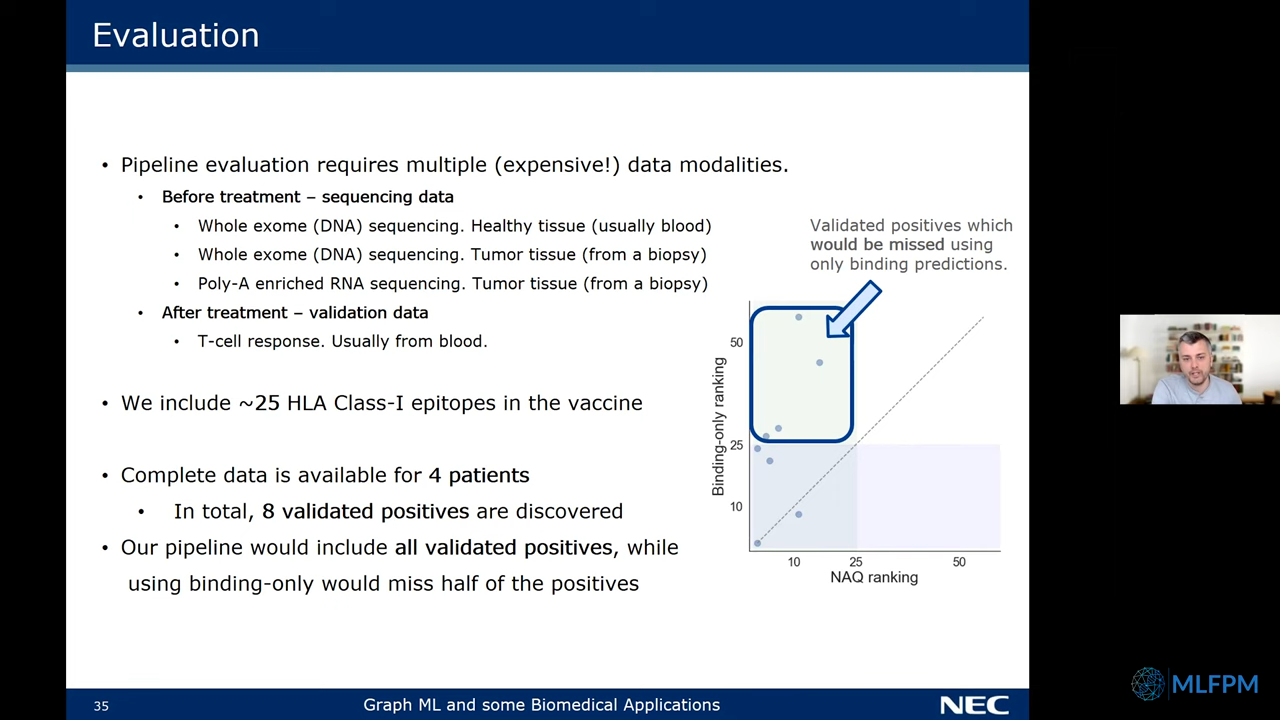 Evaluation
• Pipeline evaluation requires multiple (expensive!) data modalities.
• Before treatment – sequencing data
• Whole exome (DNA) sequencing. Healthy tissue (usually blood)
• Whole exome (DNA) sequencing. Tumor tissue (from a biopsy)
• Poly-A enriched RNA sequencing. Tumor tissue (from a biopsy)
• After treatment – validation data
• T-cell response. Usually from blood.
• We include ~25 HLA Class-I epitopes in the vaccine
• Complete data is available for 4 patients
• In total, 8 validated positives are discovered
• Our pipeline would include all validated positives, while
using binding-only would miss half of the positives
Validated positives which
would be missed using
only binding predictions.
Binding-only ranking
50
25
10
10 25 50
NAQ ranking
35 Graph ML and some Biomedical Applications NEC
MLFPM